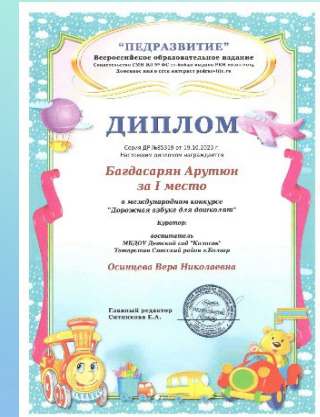 "ПЕДРАЗВИТИЕ"
Всероссийское образовательное издание
ДИПЛОМ
Серия ДР №85319 от 19.10.2023 г.
Настоящим дипломом награждается
Багдасарян Арутюн
за I место
в международном конкурсе
"Дорожная азбука для дошколят"
Куратор:
воспитатель
МБДОУ Детский сад "Колосок"
Осинцева Вера Николаевна
Главный редактор
Ситникова Е.А.